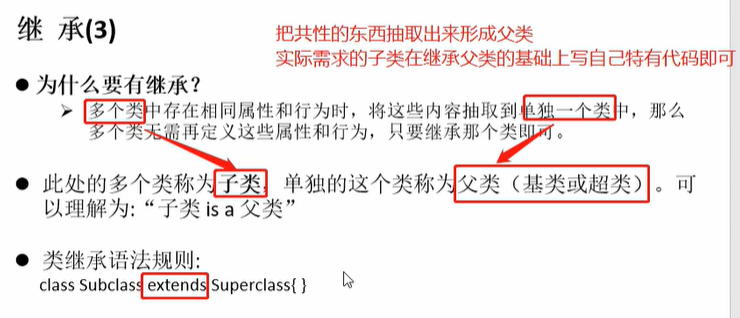 继 承(3)
把共性的东西抽取出来形成父类
实际需求的子类在继承父类的基础上写自己特有代码即可
● 为什么要有继承？
➢ 多个类中存在相同属性和行为时，将这些内容抽取到单独一个类中，那么
多个类无需再定义这些属性和行为，只要继承那个类即可。
● 此处的多个类称为子类，单独的这个类称为父类（基类或超类）。可
以理解为:“子类 is a 父类”
● 类继承语法规则:
class Subclass extends Superclass{ }